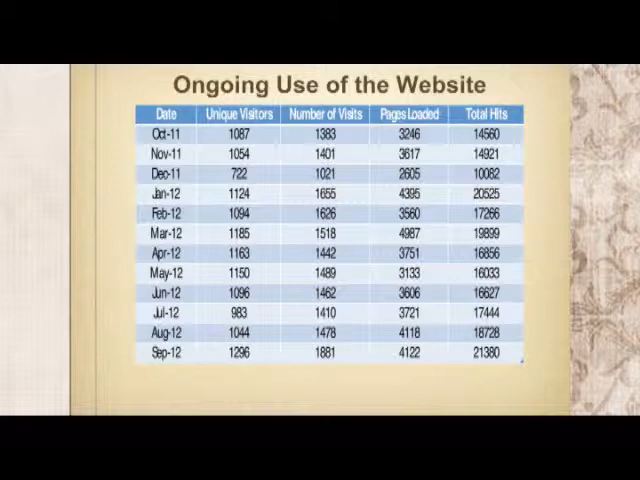 Ongoing Use of the Website
Date Unique Visitors Number of Visits Pages Loaded Total Hits
Oct-11 1087 1383 3246 14560
Nov-11 1054 1401 3617 14921
Dec-11 722 1021 2605 10082
Jan-12 1124 1655 4395 20525
Feb-12 1094 1626 3560 17266
Mar-12 1185 1518 4987 19899
Apr-12 1163 1442 3751 16856
May-12 1150 1489 3133 16033
Jun-12 1096 1462 3606 16627
Jul-12 983 1410 3721 17444
Aug-12 1044 1478 4118 18728
Sep-12 1296 1881 4122 21380